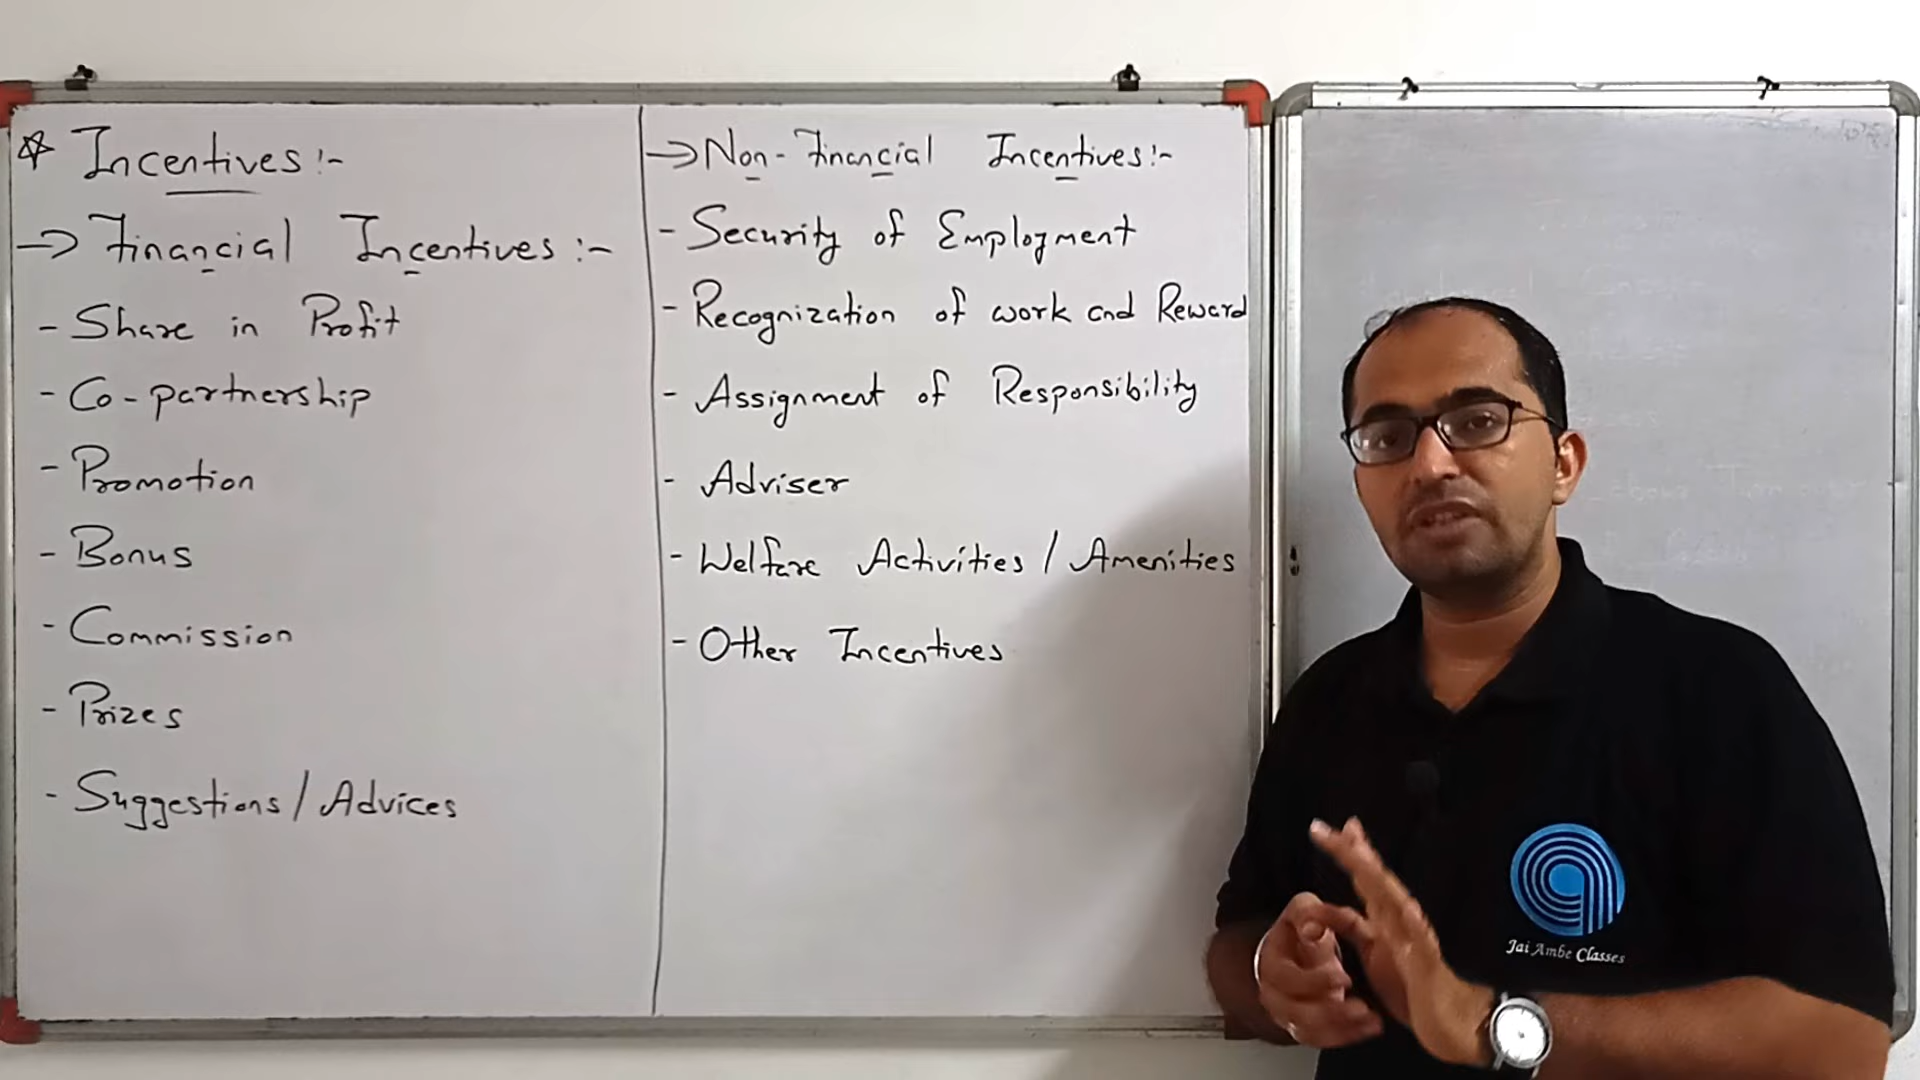 ☆ Incentives :-
→ Financial Incentives :-
- Share in Profit
- Co-partnership
- Promotion
- Bonus
- Commission
- Prizes
- Suggestions / Advices
→ Non-Financial Incentives :-
- Security of Employment
- Recognization of work and Reward
- Assignment of Responsibility
- Adviser
- Welfare Activities / Amenities
- Other Incentives
Jai Ambe Classes